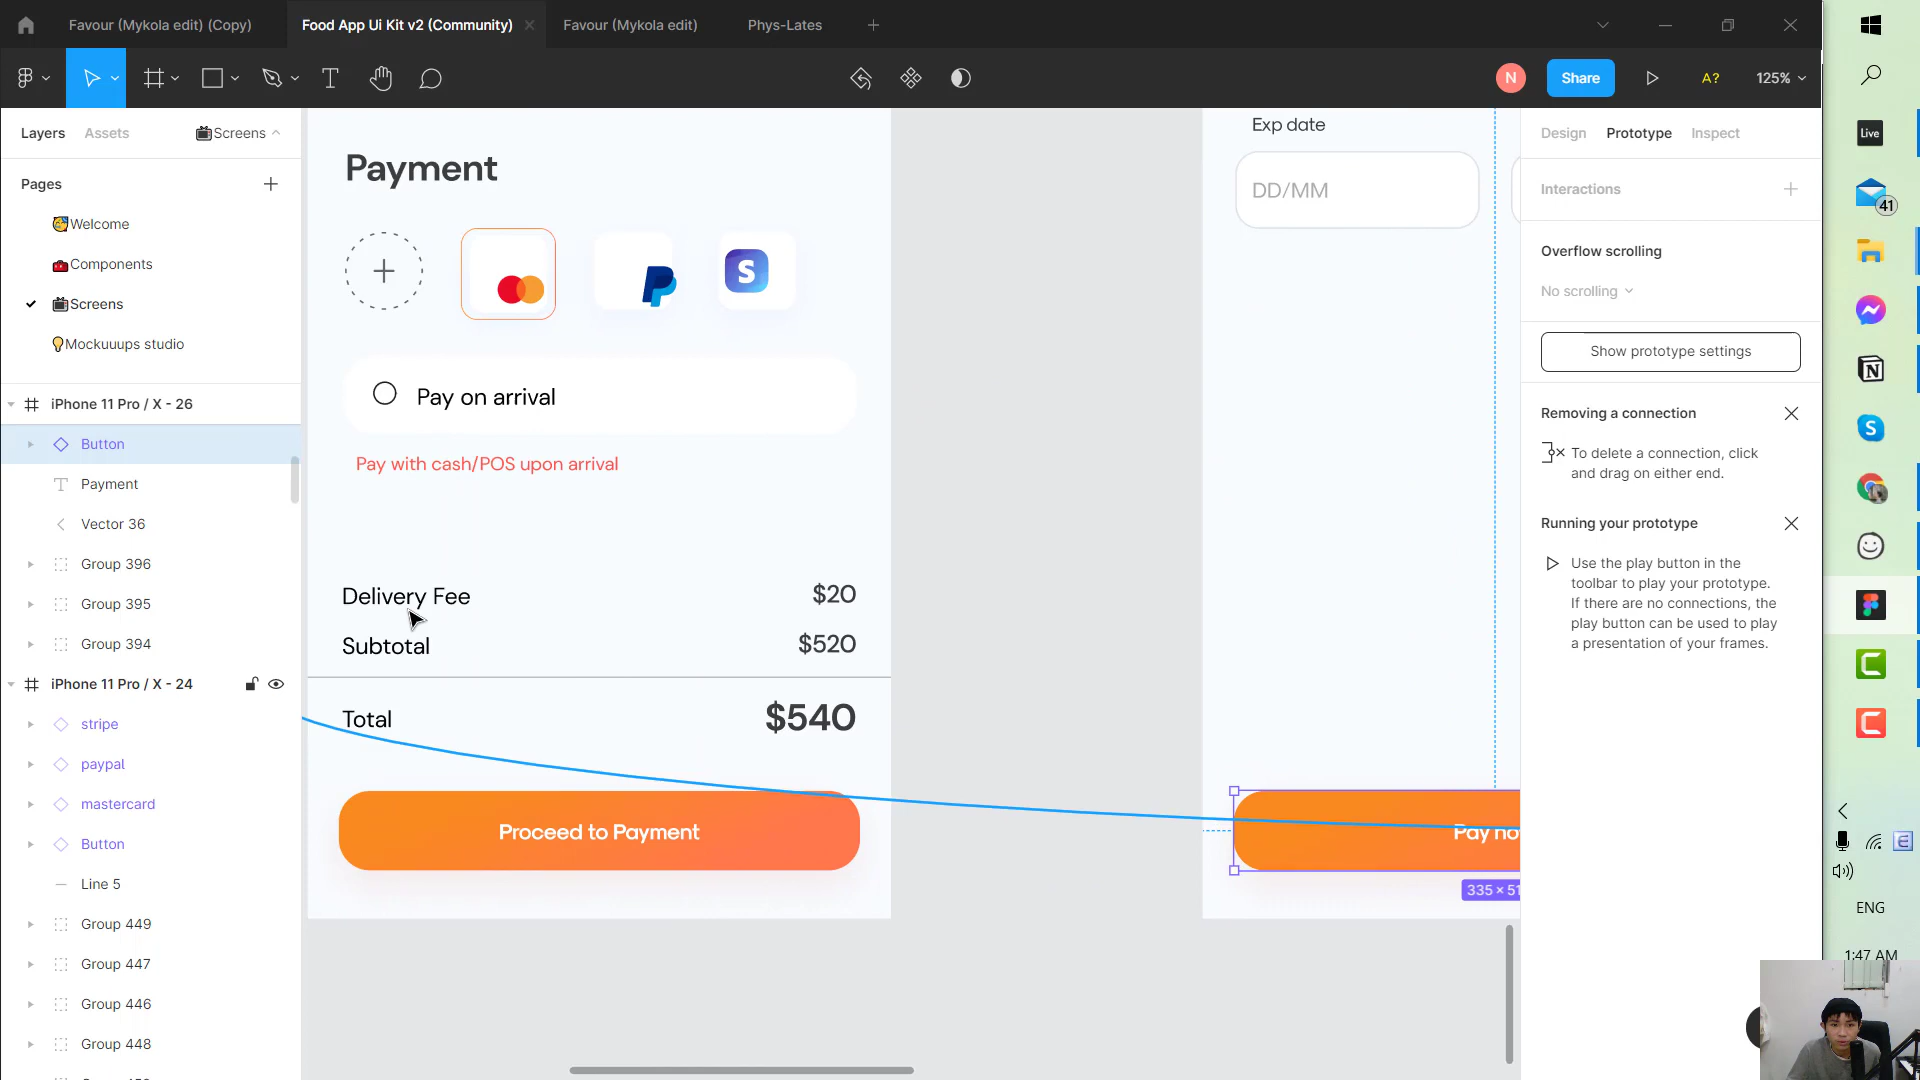 Favour (Mykola edit) (Copy)
Food App Ui Kit v2 (Community)
Favour (Mykola edit)
Phys-Lates
Share
A?
125%
N
Layers
Assets
Screens
Pages
Welcome
Components
Screens
Mockuuups studio
iPhone 11 Pro / X - 26
Button
Payment
Vector 36
Group 396
Group 395
Group 394
iPhone 11 Pro / X - 24
stripe
paypal
mastercard
Button
Line 5
Group 449
Group 447
Group 446
Group 448
Payment
S
Pay on arrival
Pay with cash/POS upon arrival
Delivery Fee
$20
Subtotal
$520
Total
$540
Proceed to Payment
Exp date
DD/MM
Pay no
335 × 51
Design
Prototype
Inspect
Interactions
Overflow scrolling
No scrolling
Show prototype settings
Removing a connection
To delete a connection, click
and drag on either end.
Running your prototype
Use the play button in the
toolbar to play your prototype.
If there are no connections, the
play button can be used to play
a presentation of your frames.
Live
41
N
S
C
C
E
ENG
1:47 AM